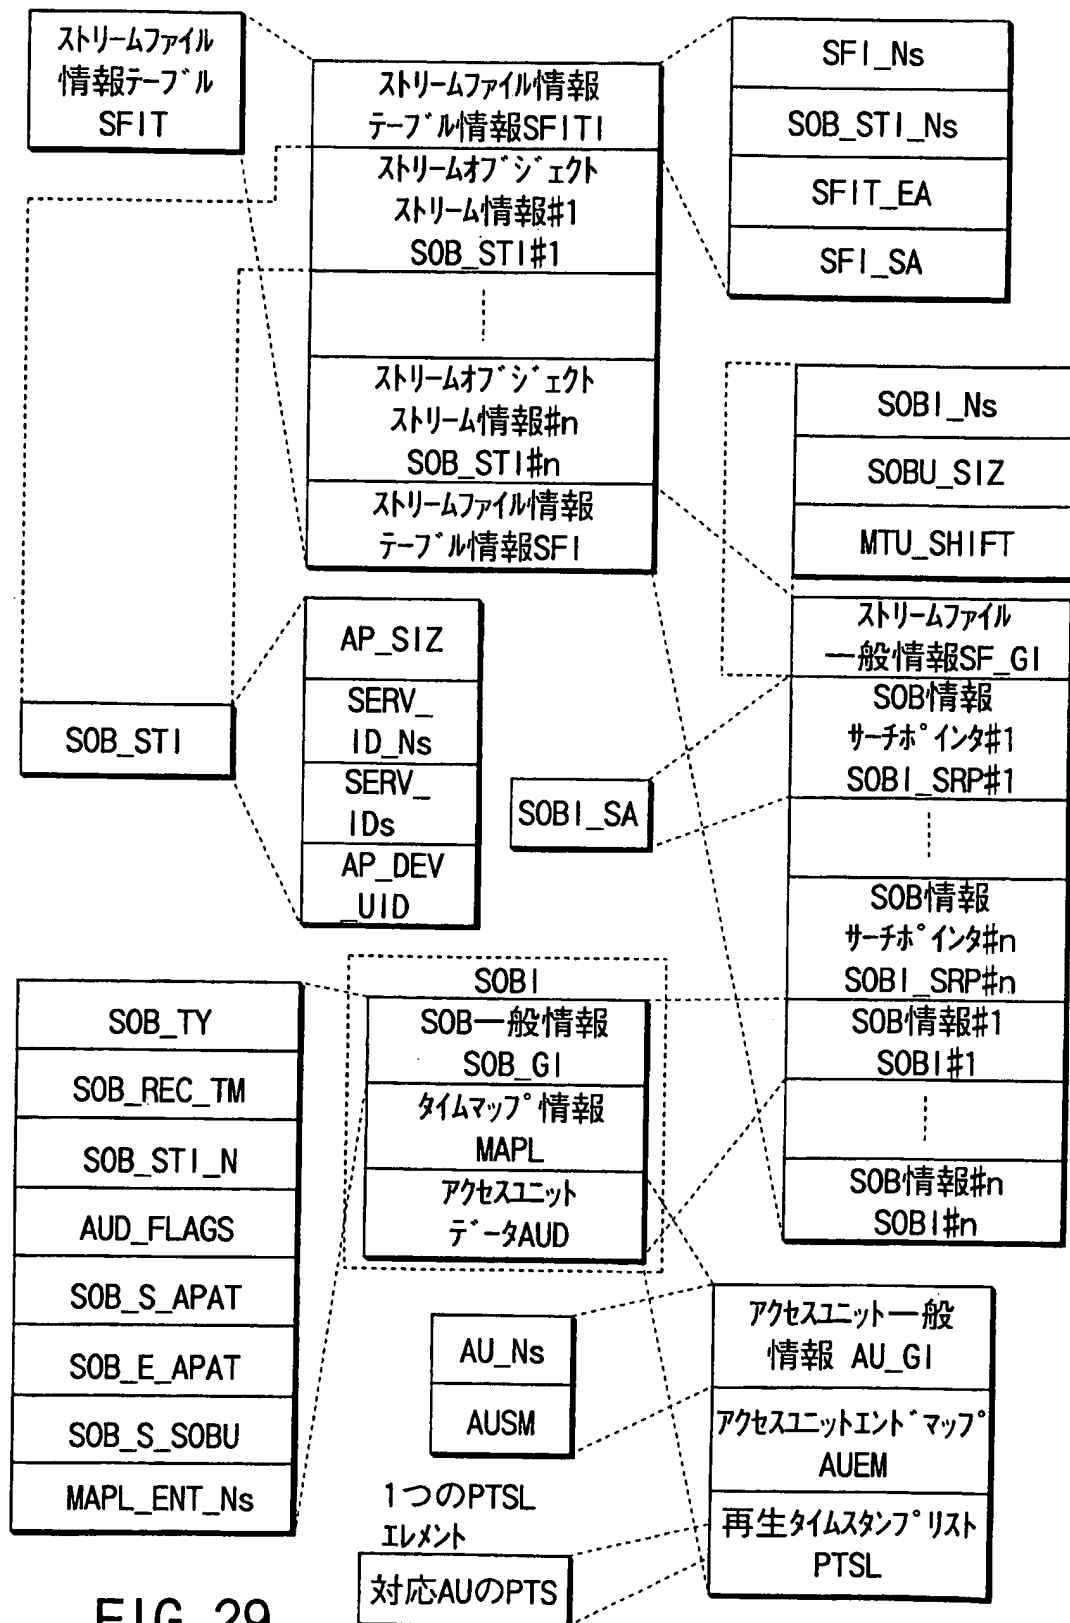 ストリームファイル
情報テーブル
SFIT
ストリームファイル情報
テーブル情報SFITI
ストリームオブジェクト
ストリーム情報#1
SOB_STI#1
ストリームオブジェクト
ストリーム情報#n
SOB_STI#n
ストリームファイル情報
テーブル情報SFI
SFI_Ns
SOB_STI_Ns
SFIT_EA
SFI_SA
SOBI_Ns
SOBU_SIZ
MTU_SHIFT
ストリームファイル
一般情報SF_GI
SOB情報
サーチポインタ#1
SOBI_SRP#1
SOB情報
サーチポインタ#n
SOBI_SRP#n
SOB情報#1
SOBI#1
SOB情報#n
SOBI#n
SOB_STI
AP_SIZ
SERV_
ID_Ns
SERV_
IDs
AP_DEV
_UID
SOBI_SA
SOBI
SOB一般情報
SOB_GI
タイムマップ情報
MAPL
アクセスユニット
データAUD
SOB_TY
SOB_REC_TM
SOB_STI_N
AUD_FLAGS
SOB_S_APAT
SOB_E_APAT
SOB_S_SOBU
MAPL_ENT_Ns
AU_Ns
AUSM
アクセスユニット一般
情報 AU_GI
アクセスユニットエンドマップ
AUEM
再生タイムスタンプリスト
PTSL
1つのPTSL
エレメント
対応AUのPTS
FIG. 29